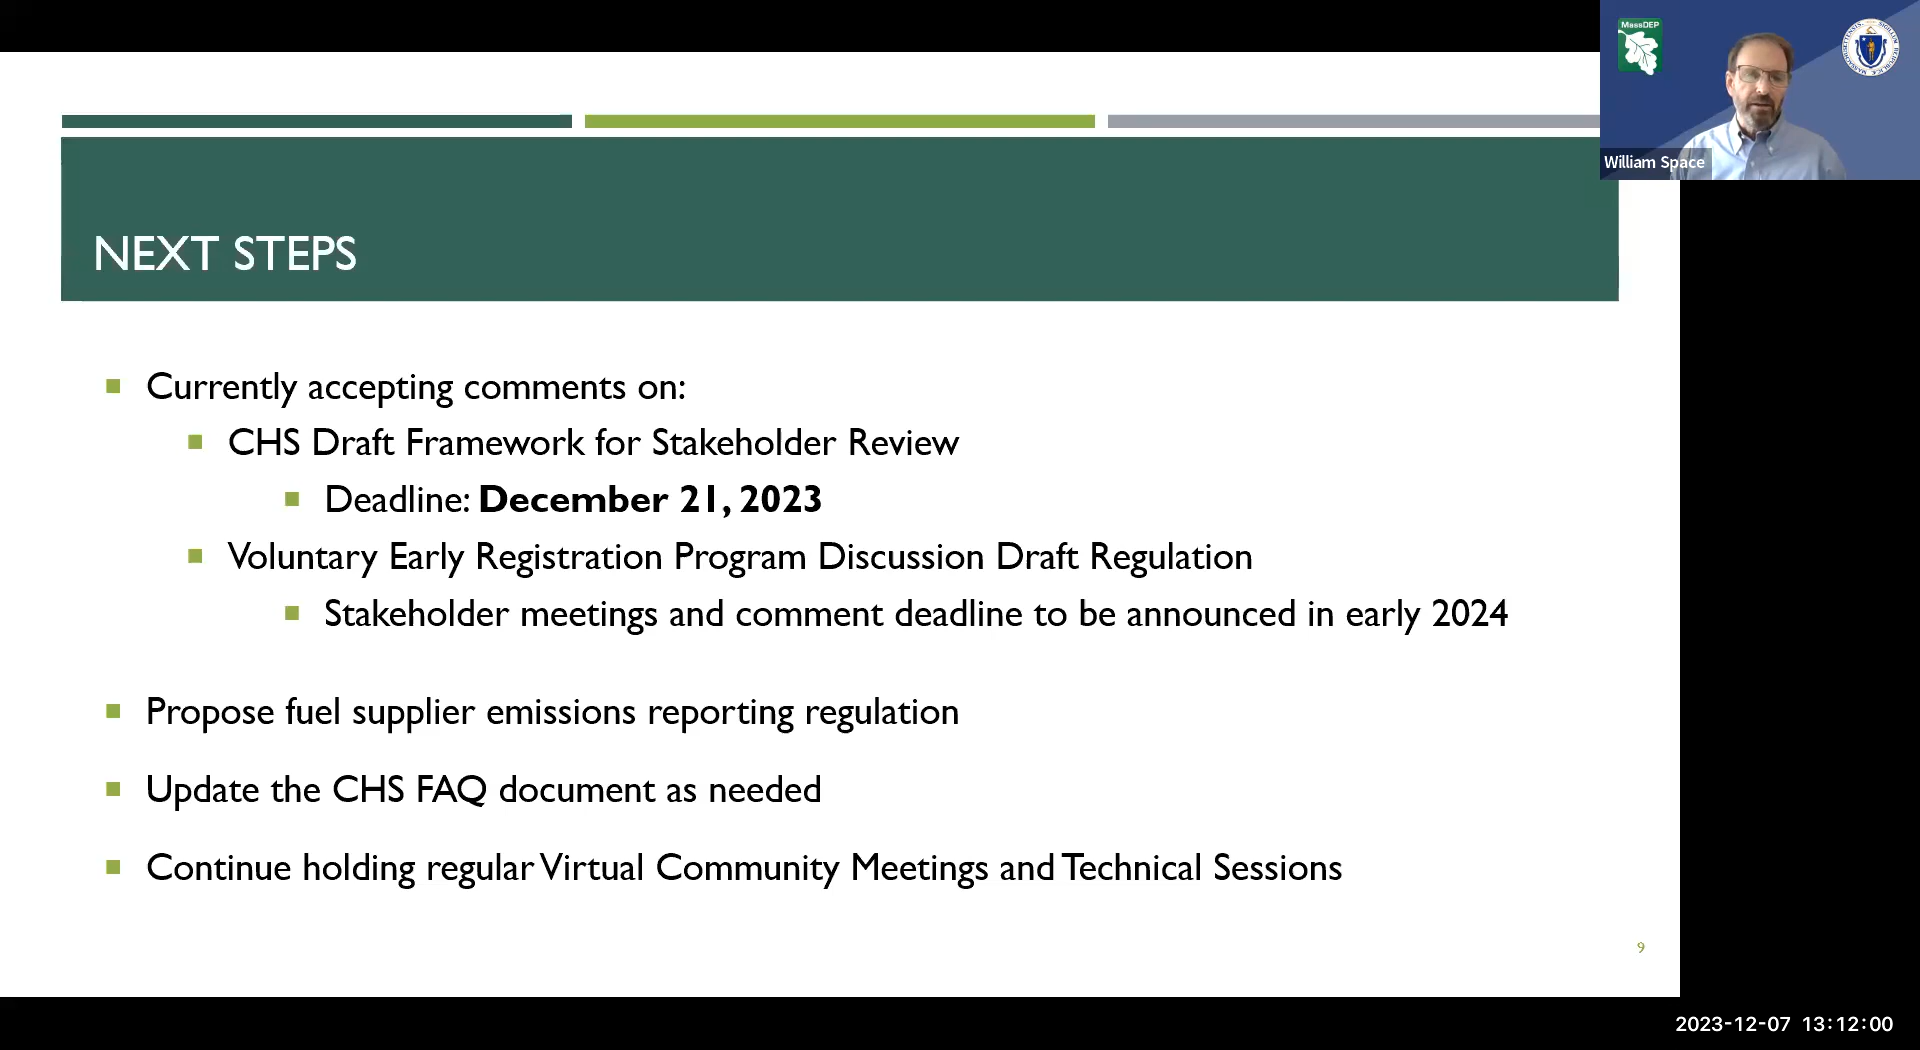 MassDEP
William Space
NEXT STEPS
Currently accepting comments on:
CHS Draft Framework for Stakeholder Review
Deadline: December 21, 2023
Voluntary Early Registration Program Discussion Draft Regulation
Stakeholder meetings and comment deadline to be announced in early 2024
Propose fuel supplier emissions reporting regulation
Update the CHS FAQ document as needed
Continue holding regular Virtual Community Meetings and Technical Sessions
9
2023-12-07 13:12:00